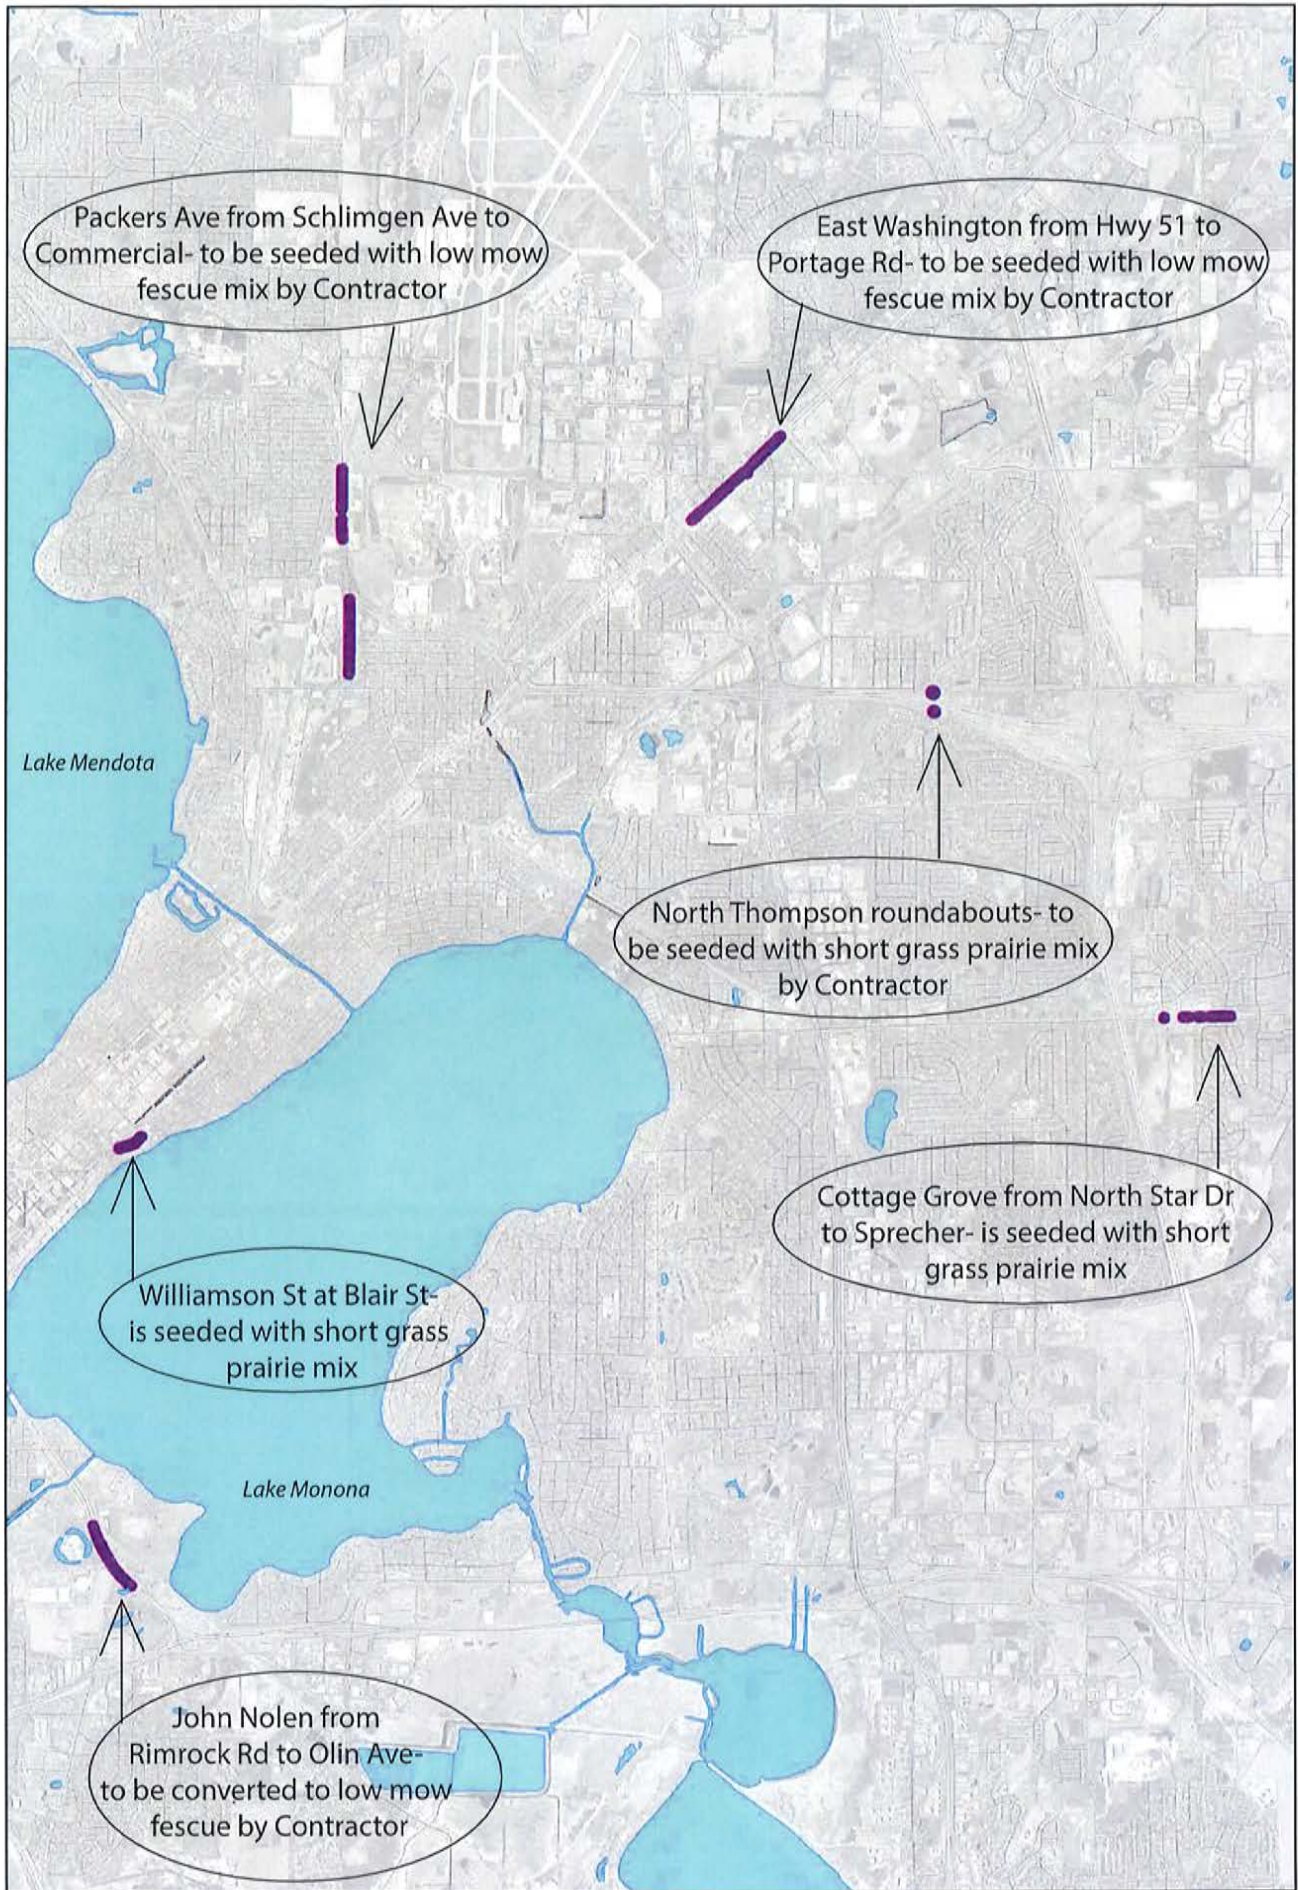 Packers Ave from Schlimgen Ave to
Commercial- to be seeded with low mow
fescue mix by Contractor
East Washington from Hwy 51 to
Portage Rd- to be seeded with low mow
fescue mix by Contractor
Lake Mendota
North Thompson roundabouts- to
be seeded with short grass prairie mix
by Contractor
Cottage Grove from North Star Dr
to Sprecher- is seeded with short
grass prairie mix
Williamson St at Blair St-
is seeded with short grass
prairie mix
Lake Monona
John Nolen from
Rimrock Rd to Olin Ave-
to be converted to low mow
fescue by Contractor